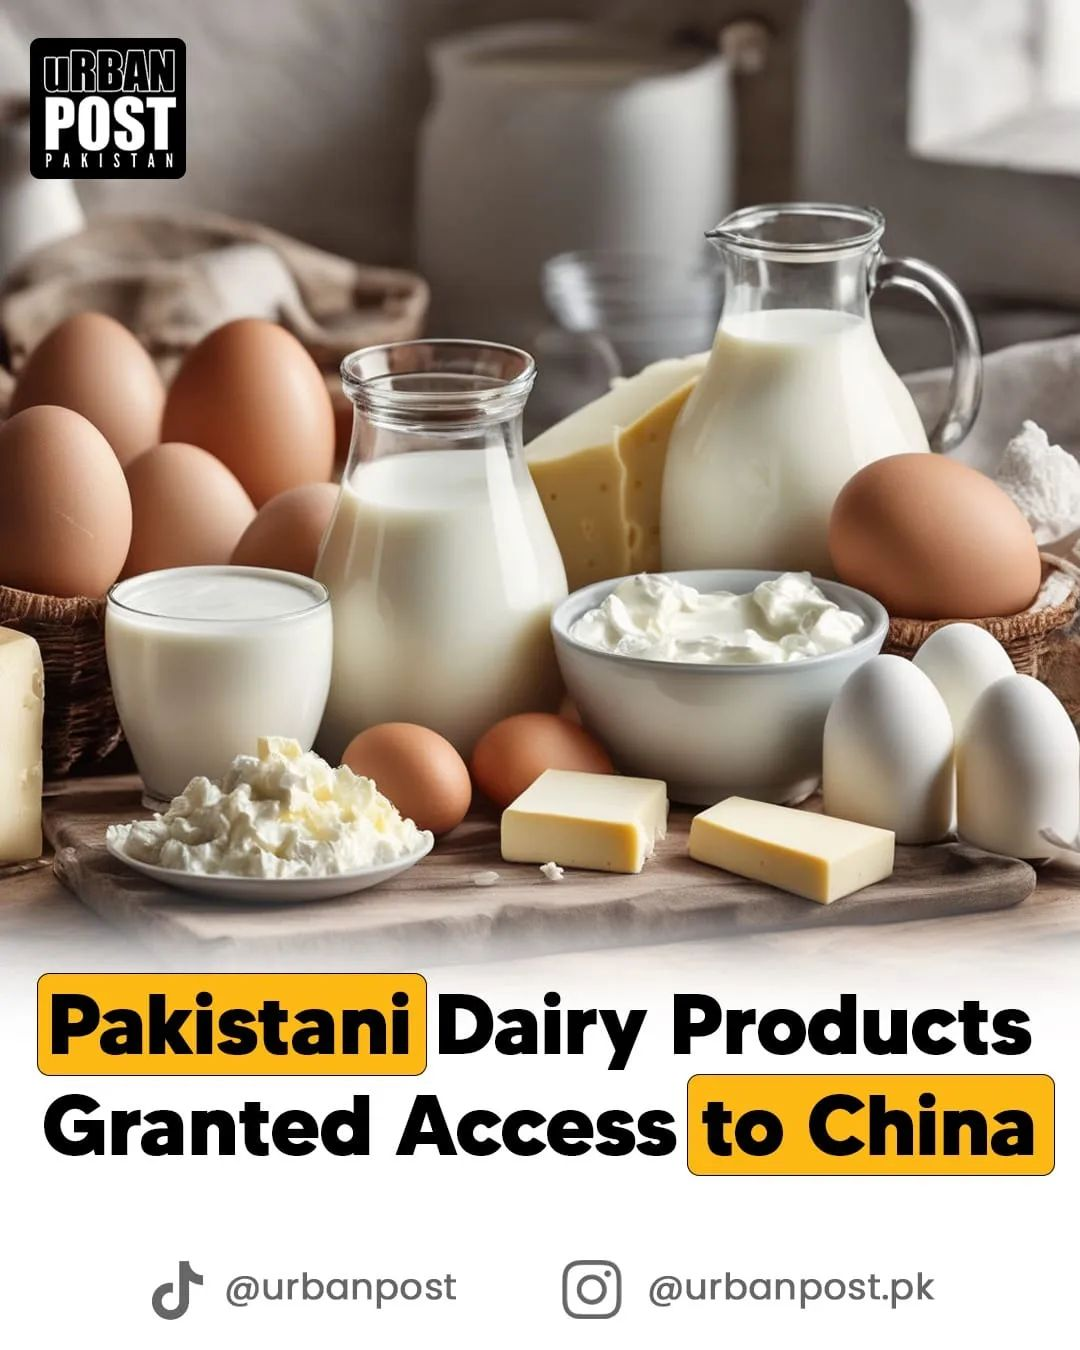 uRBAN
POST
PAKISTAN
Pakistani Dairy Products
Granted Access to China
@urbanpost
@urbanpost.pk